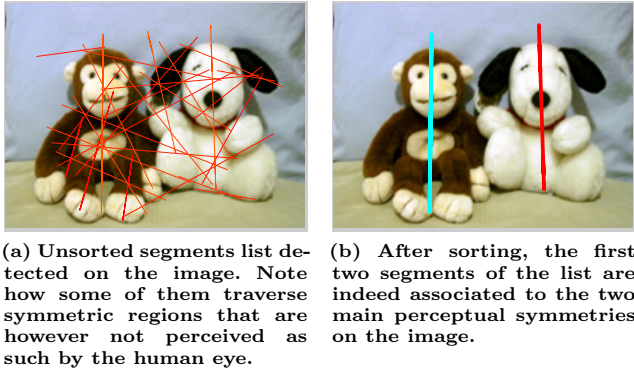 (a) Unsorted segments list de-
tected on the image. Note
how some of them traverse
symmetric regions that are
however not perceived as
such by the human eye.
(b) After sorting, the first
two segments of the list are
indeed associated to the two
main perceptual symmetries
on the image.